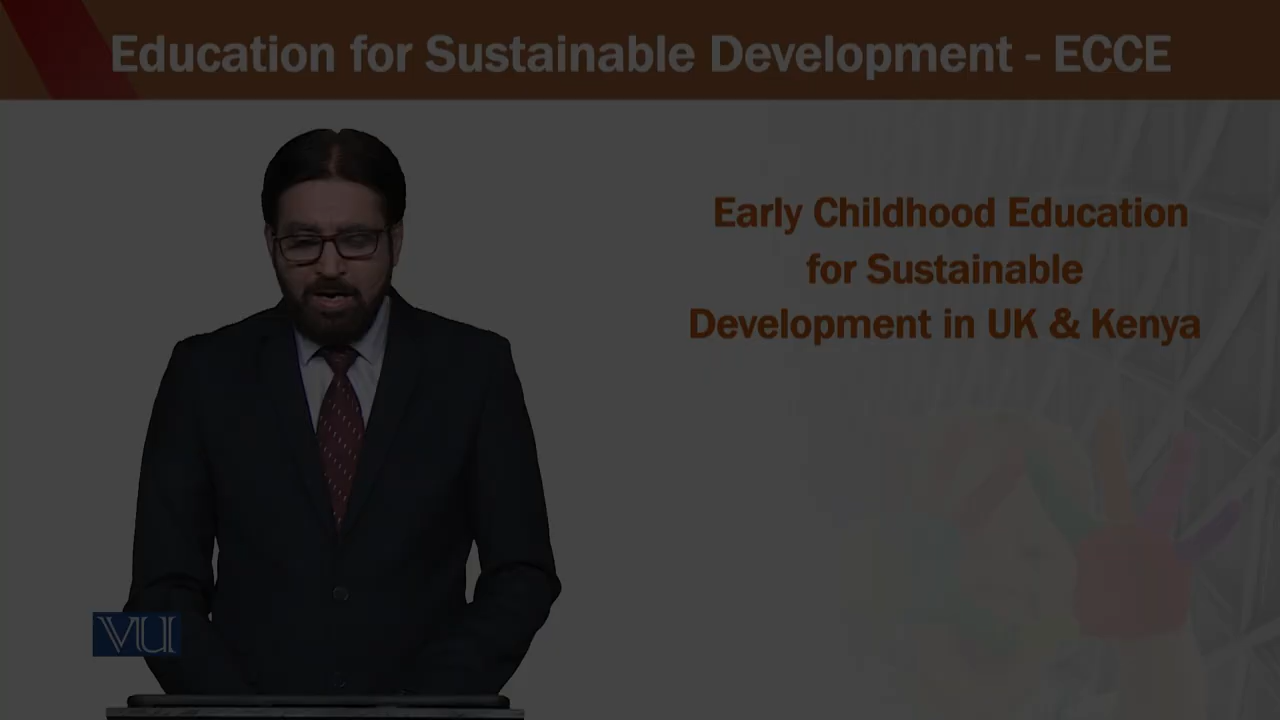 Education for Sustainable Development - ECCE
Early Childhood Education
for Sustainable
Development in UK & Kenya
VU